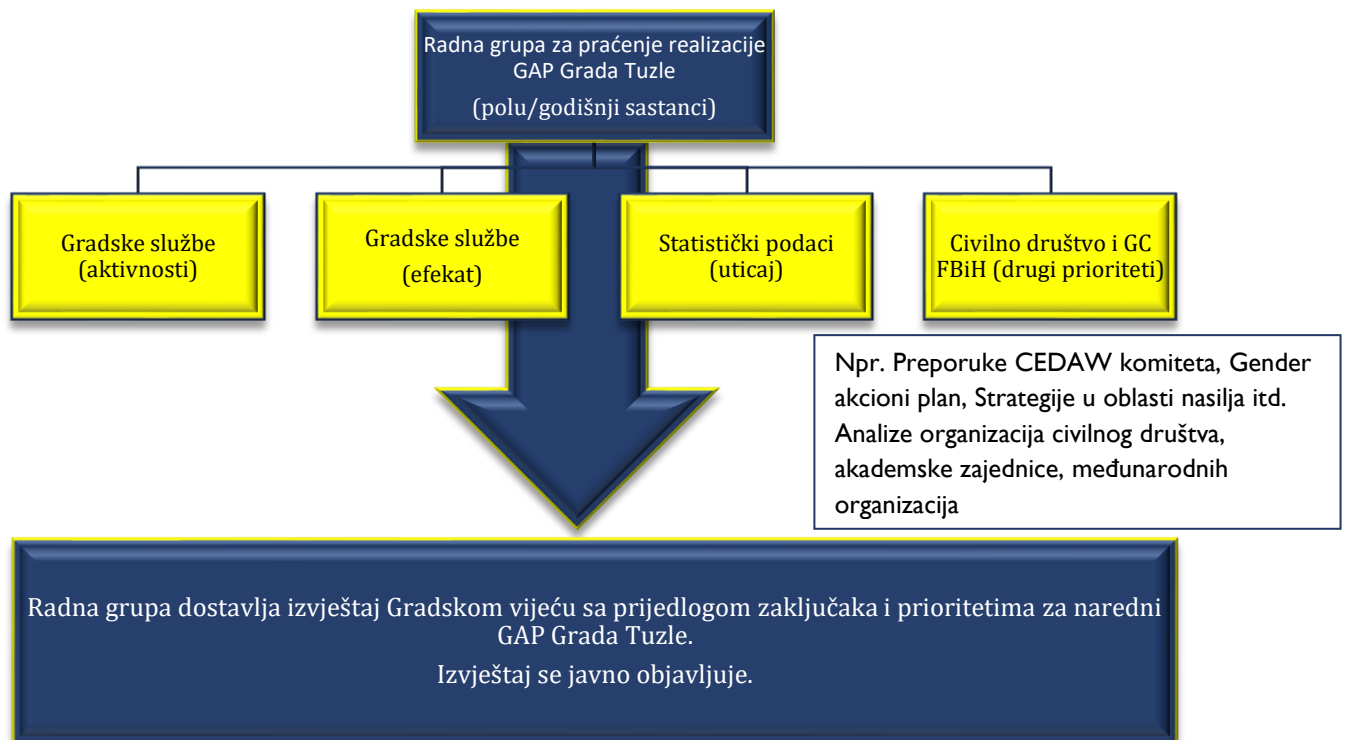 Radna grupa za praćenje realizacije
GAP Grada Tuzle
(polu/godišnji sastanci)
Gradske službe
(aktivnosti)
Gradske službe
(efekat)
Statistički podaci
(uticaj)
Civilno društvo i GC
FBiH (drugi prioriteti)
Npr. Preporuke CEDAW komiteta, Gender
akcioni plan, Strategije u oblasti nasilja itd.
Analize organizacija civilnog društva,
akademske zajednice, međunarodnih
organizacija
Radna grupa dostavlja izvještaj Gradskom vijeću sa prijedlogom zaključaka i prioritetima za naredni
GAP Grada Tuzle.
Izvještaj se javno objavljuje.